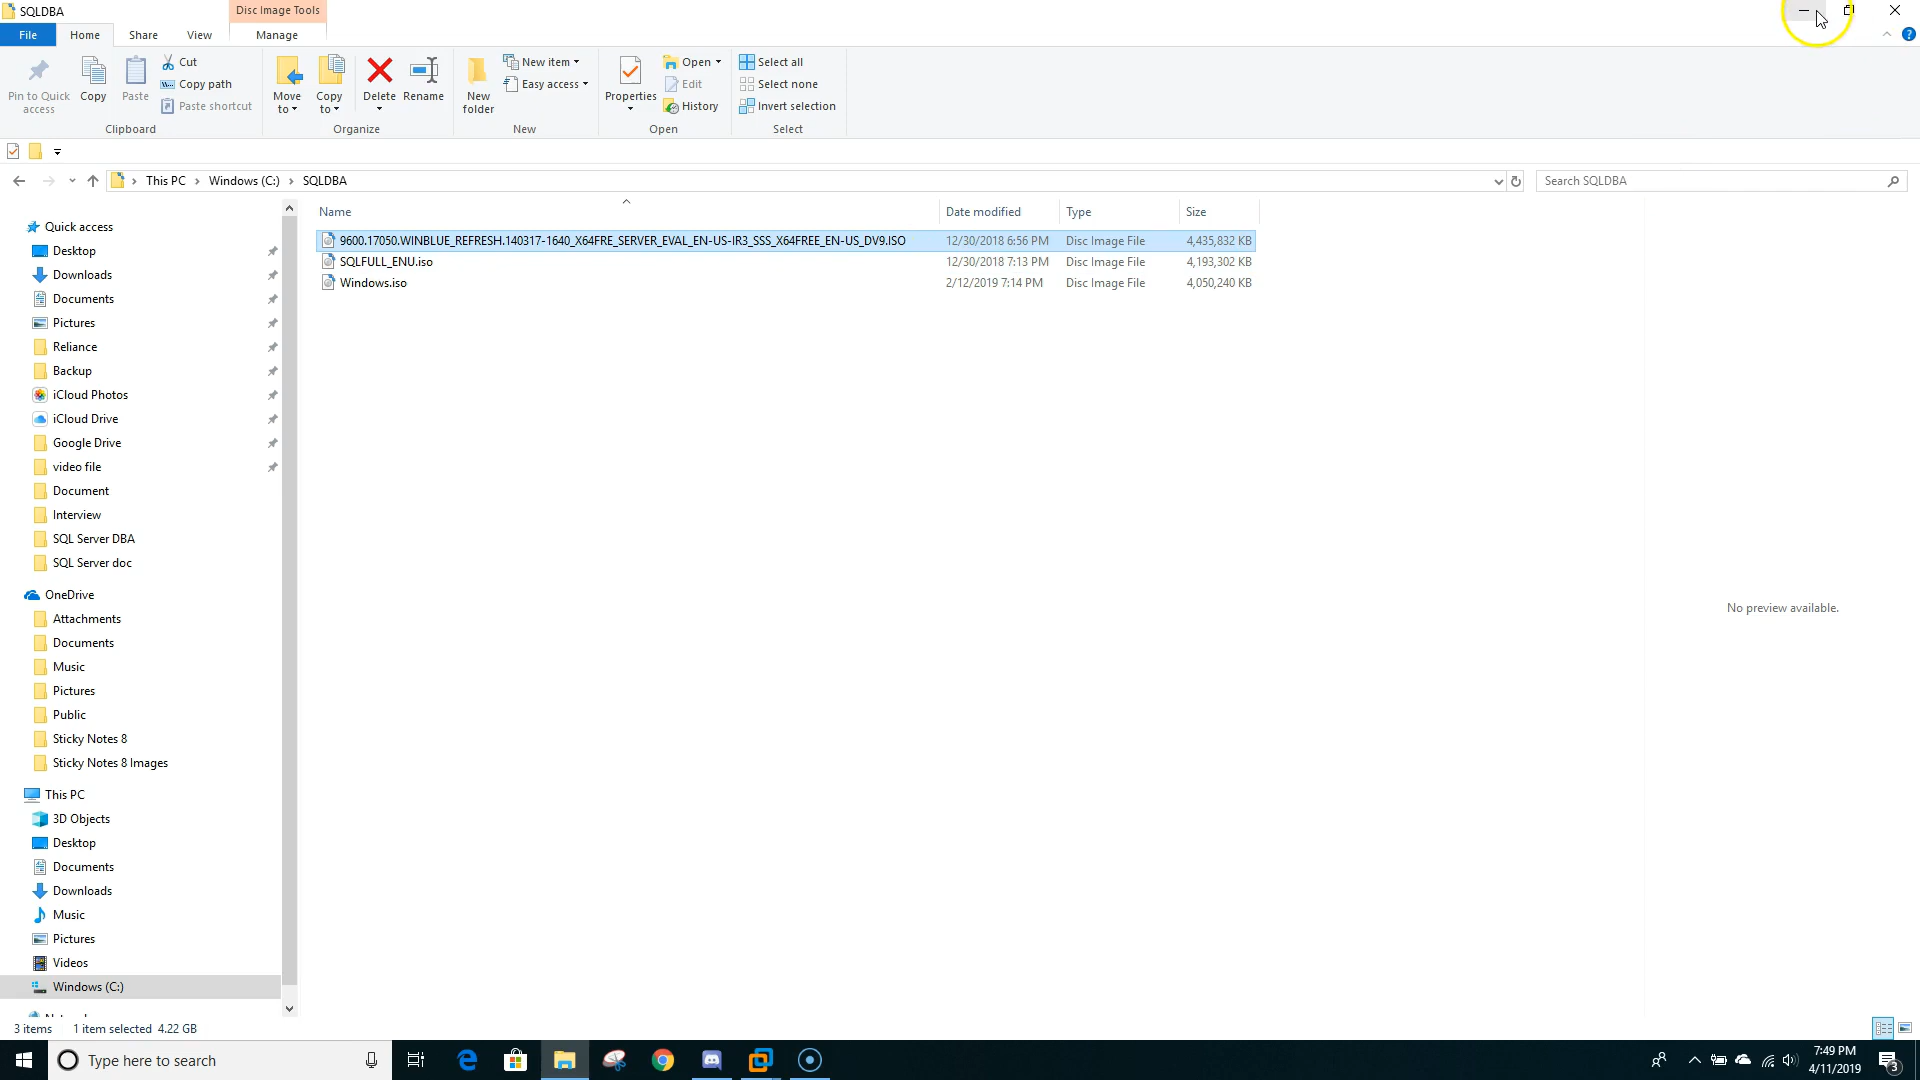 SQLDBA
Disc Image Tools
File
Home
Share
View
Manage
Pin to Quick
access
Copy
Paste
Cut
Copy path
Paste shortcut
Clipboard
Move
to
Copy
to
Delete
Rename
Organize
New
folder
New item
Easy access
New
Properties
Open
Edit
History
Open
Select all
Select none
Invert selection
Select
This PC
Windows (C:)
SQLDBA
Search SQLDBA
Name
Date modified
Type
Size
9600.17050.WINBLUE_REFRESH.140317-1640_X64FRE_SERVER_EVAL_EN-US-IR3_SSS_X64FREE_EN-US_DV9.ISO 12/30/2018 6:56 PM Disc Image File 4,435,832 KB
SQLFULL_ENU.iso 12/30/2018 7:13 PM Disc Image File 4,193,302 KB
Windows.iso 2/12/2019 7:14 PM Disc Image File 4,050,240 KB
Quick access
Desktop
Downloads
Documents
Pictures
Reliance
Backup
iCloud Photos
iCloud Drive
Google Drive
video file
Document
Interview
SQL Server DBA
SQL Server doc
OneDrive
Attachments
Documents
Music
Pictures
Public
Sticky Notes 8
Sticky Notes 8 Images
This PC
3D Objects
Desktop
Documents
Downloads
Music
Pictures
Videos
Windows (C:)
No preview available.
3 items 1 item selected 4.22 GB
Type here to search
7:49 PM
4/11/2019
3